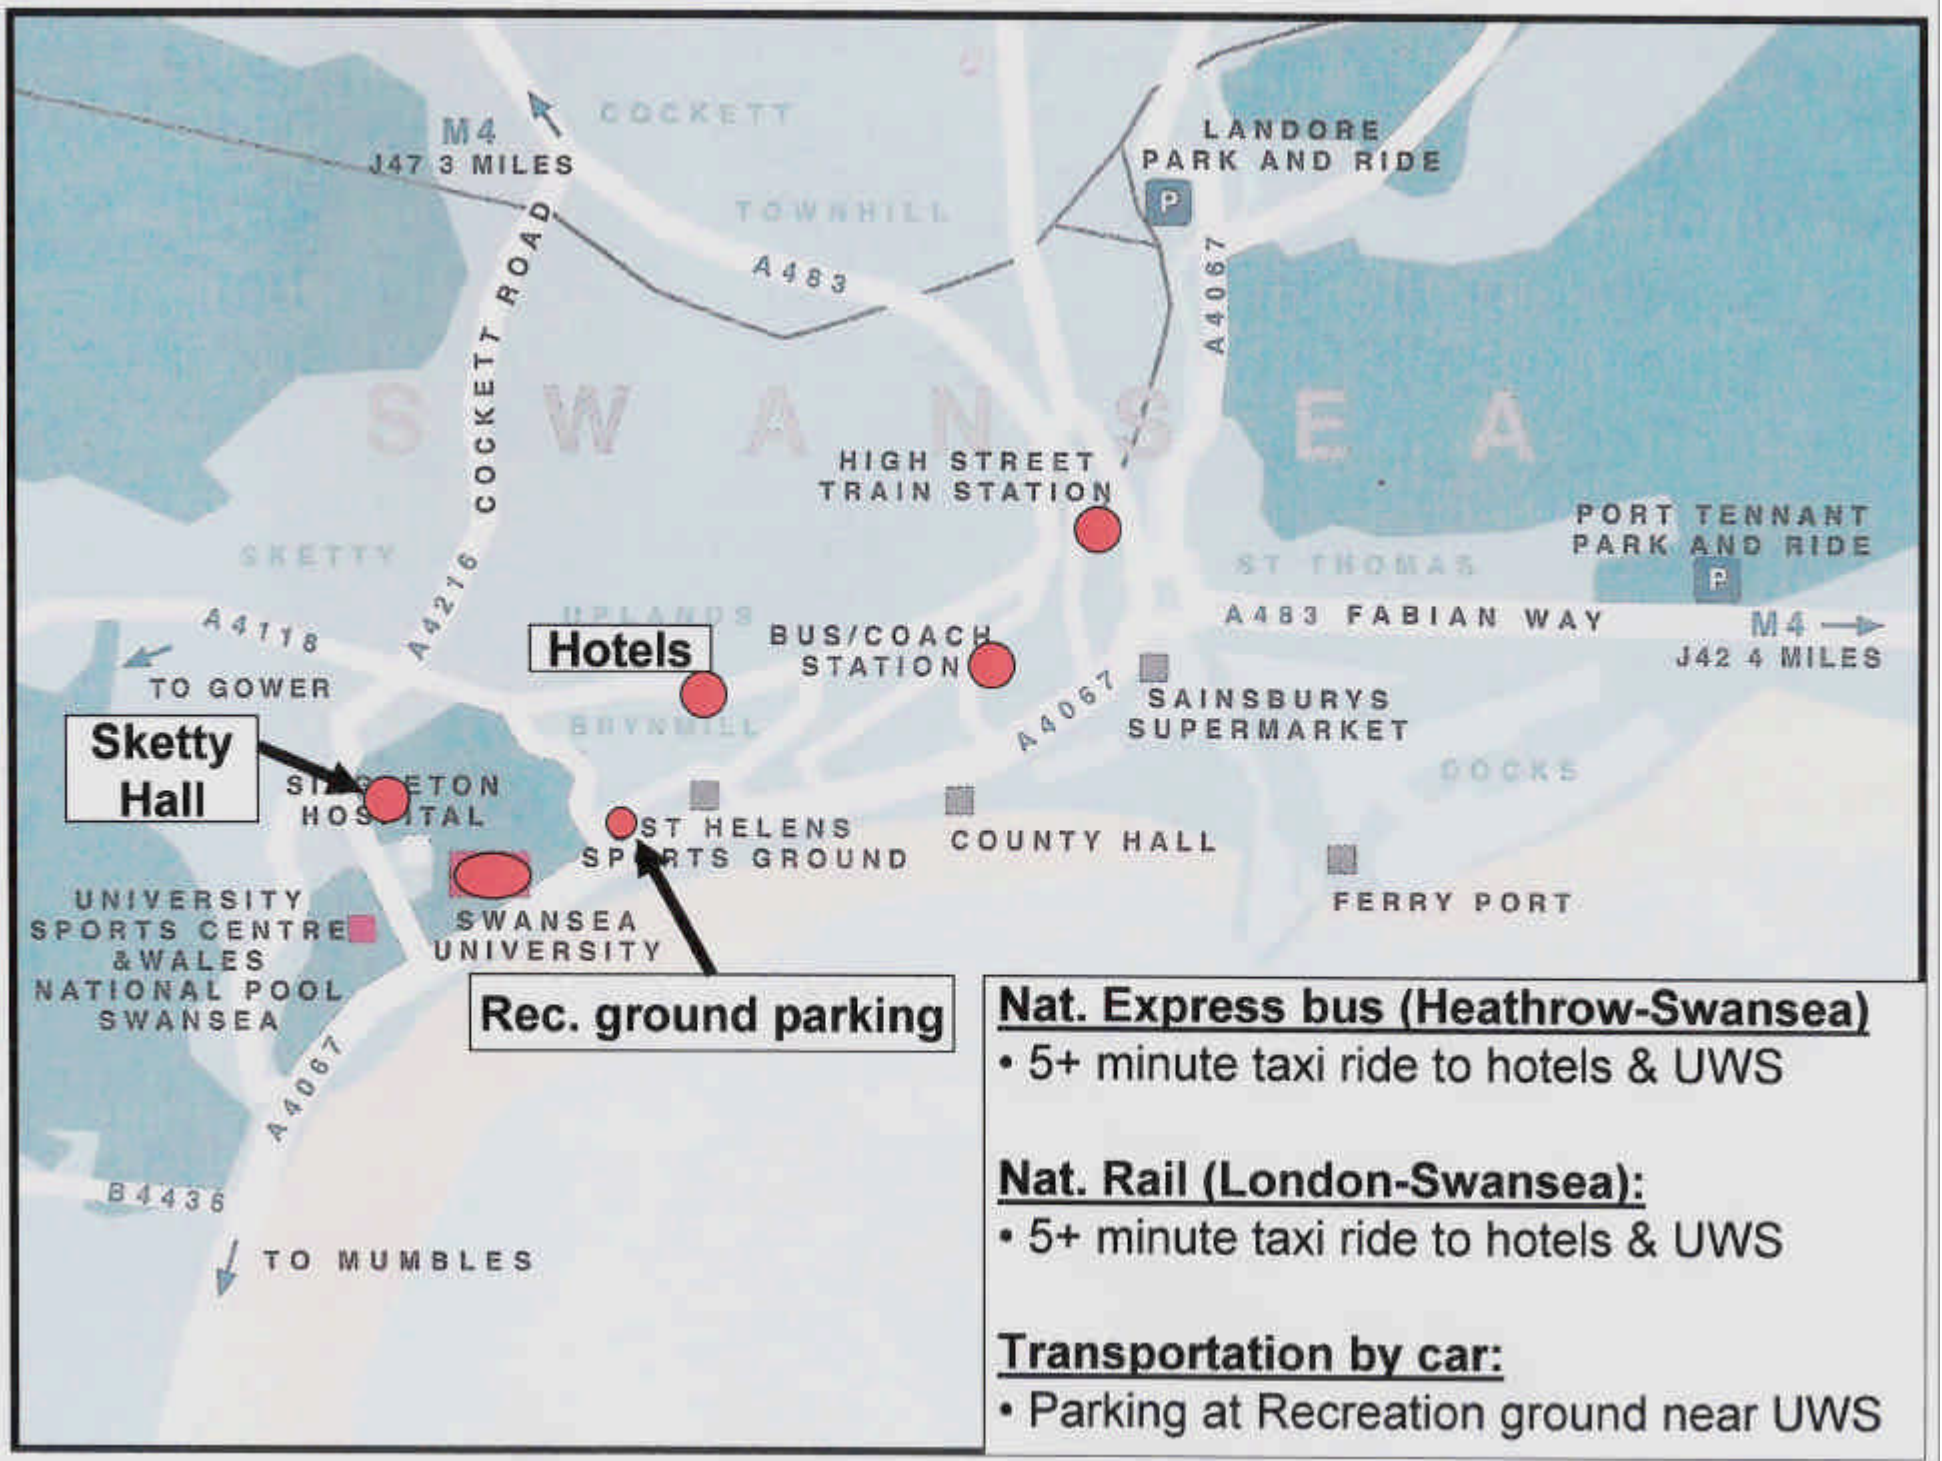 COCKETT
M4
J47 3 MILES
LANDORE
PARK AND RIDE
P
TOWNHILL
A483
A4067
COCKETT ROAD
SWANSEA
HIGH STREET
TRAIN STATION
PORT TENNANT
PARK AND RIDE
P
SKETTY
ST THOMAS
A4216
A4118
UPLANDS
A483 FABIAN WAY
M4
J42 4 MILES
Hotels
BUS/COACH
STATION
TO GOWER
A4067
SAINSBURYS
SUPERMARKET
BRYNMILL
Sketty
Hall
SINGLETON
HOSPITAL
DOCKS
ST HELENS
SPORTS GROUND
COUNTY HALL
FERRY PORT
UNIVERSITY
SPORTS CENTRE
&WALES
NATIONAL POOL
SWANSEA
SWANSEA
UNIVERSITY
Rec. ground parking
A4067
B4436
TO MUMBLES
Nat. Express bus (Heathrow-Swansea)
• 5+ minute taxi ride to hotels & UWS
Nat. Rail (London-Swansea):
• 5+ minute taxi ride to hotels & UWS
Transportation by car:
• Parking at Recreation ground near UWS